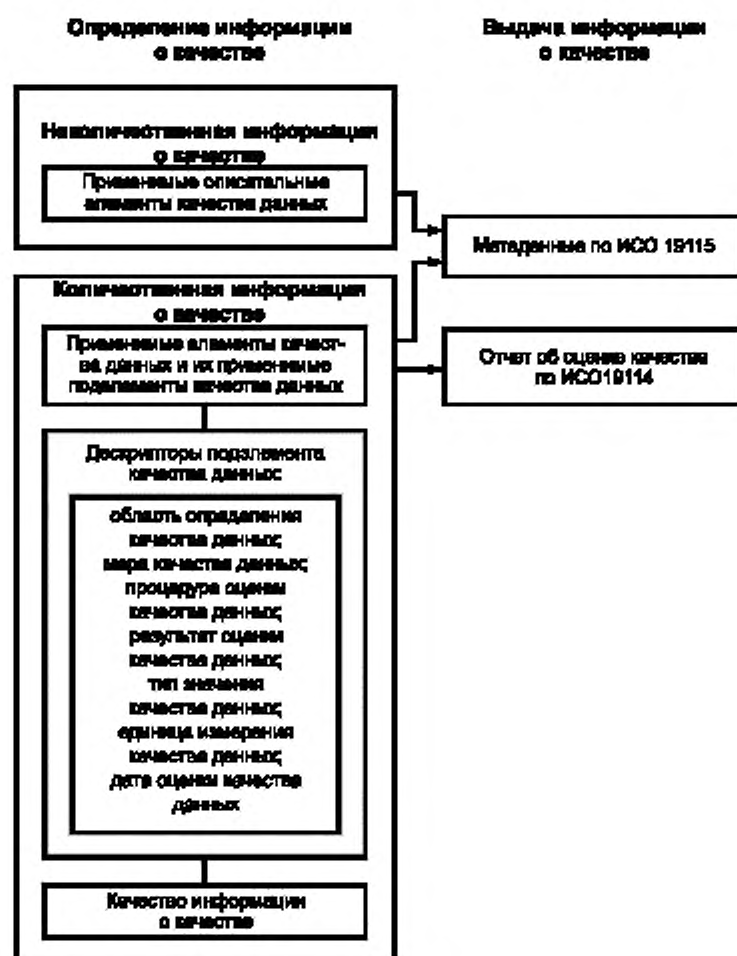 Определение информации
о качестве
Выдача информации
о качестве
Неколичественная информация
о качестве
Применимые описательные
элементы качества данных
Метаданные по ИСО 19115
Количественная информация
о качестве
Применимые элементы качест-
ва данных и их применимые
подэлементы качества данных
Отчет об оценке качества
по ИСО19114
Дескрипторы подэлемента
качества данных:
область определения
качества данных;
мера качества данных;
процедура оценки
качества данных;
результат оценки
качества данных;
тип значения
качества данных;
единица измерения
качества данных;
дата оценки качества
данных
Качество информации
о качестве